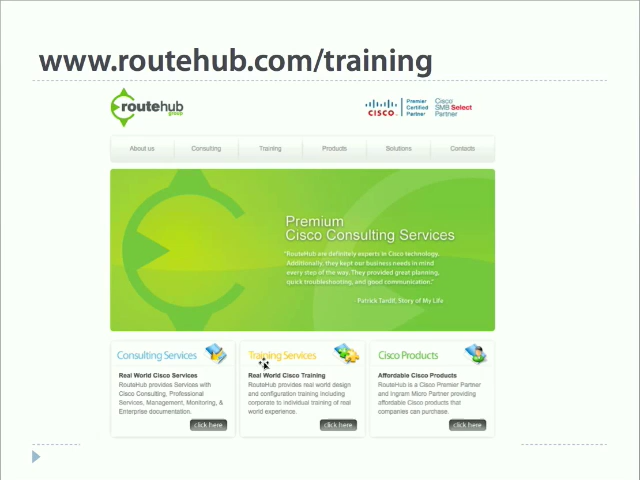 www.routehub.com/training
routehub
group
CISCO
Premier
Certified
Partner
Cisco
SMB Select
Partner
About us
Consulting
Training
Products
Solutions
Contacts
Premium
Cisco Consulting Services
"RouteHub are definitely experts in Cisco technology.
Additionally, they kept our business needs in mind
every step of the way. They provided great planning,
quick troubleshooting, and good communication."
Patrick Tardif, Story of My Life
Consulting Services
Real World Cisco Services
RouteHub provides Services with
Cisco Consulting, Professional
Services, Management, Monitoring, &
Enterprise documentation.
click here
Training Services
Real World Cisco Training
RouteHub provides real world design
and configuration training including
corporate to individual training of real
world experience.
click here
Cisco Products
Affordable Cisco Products
RouteHub is a Cisco Premier Partner
and Ingram Micro Partner providing
affordable Cisco products that
companies can purchase.
click here